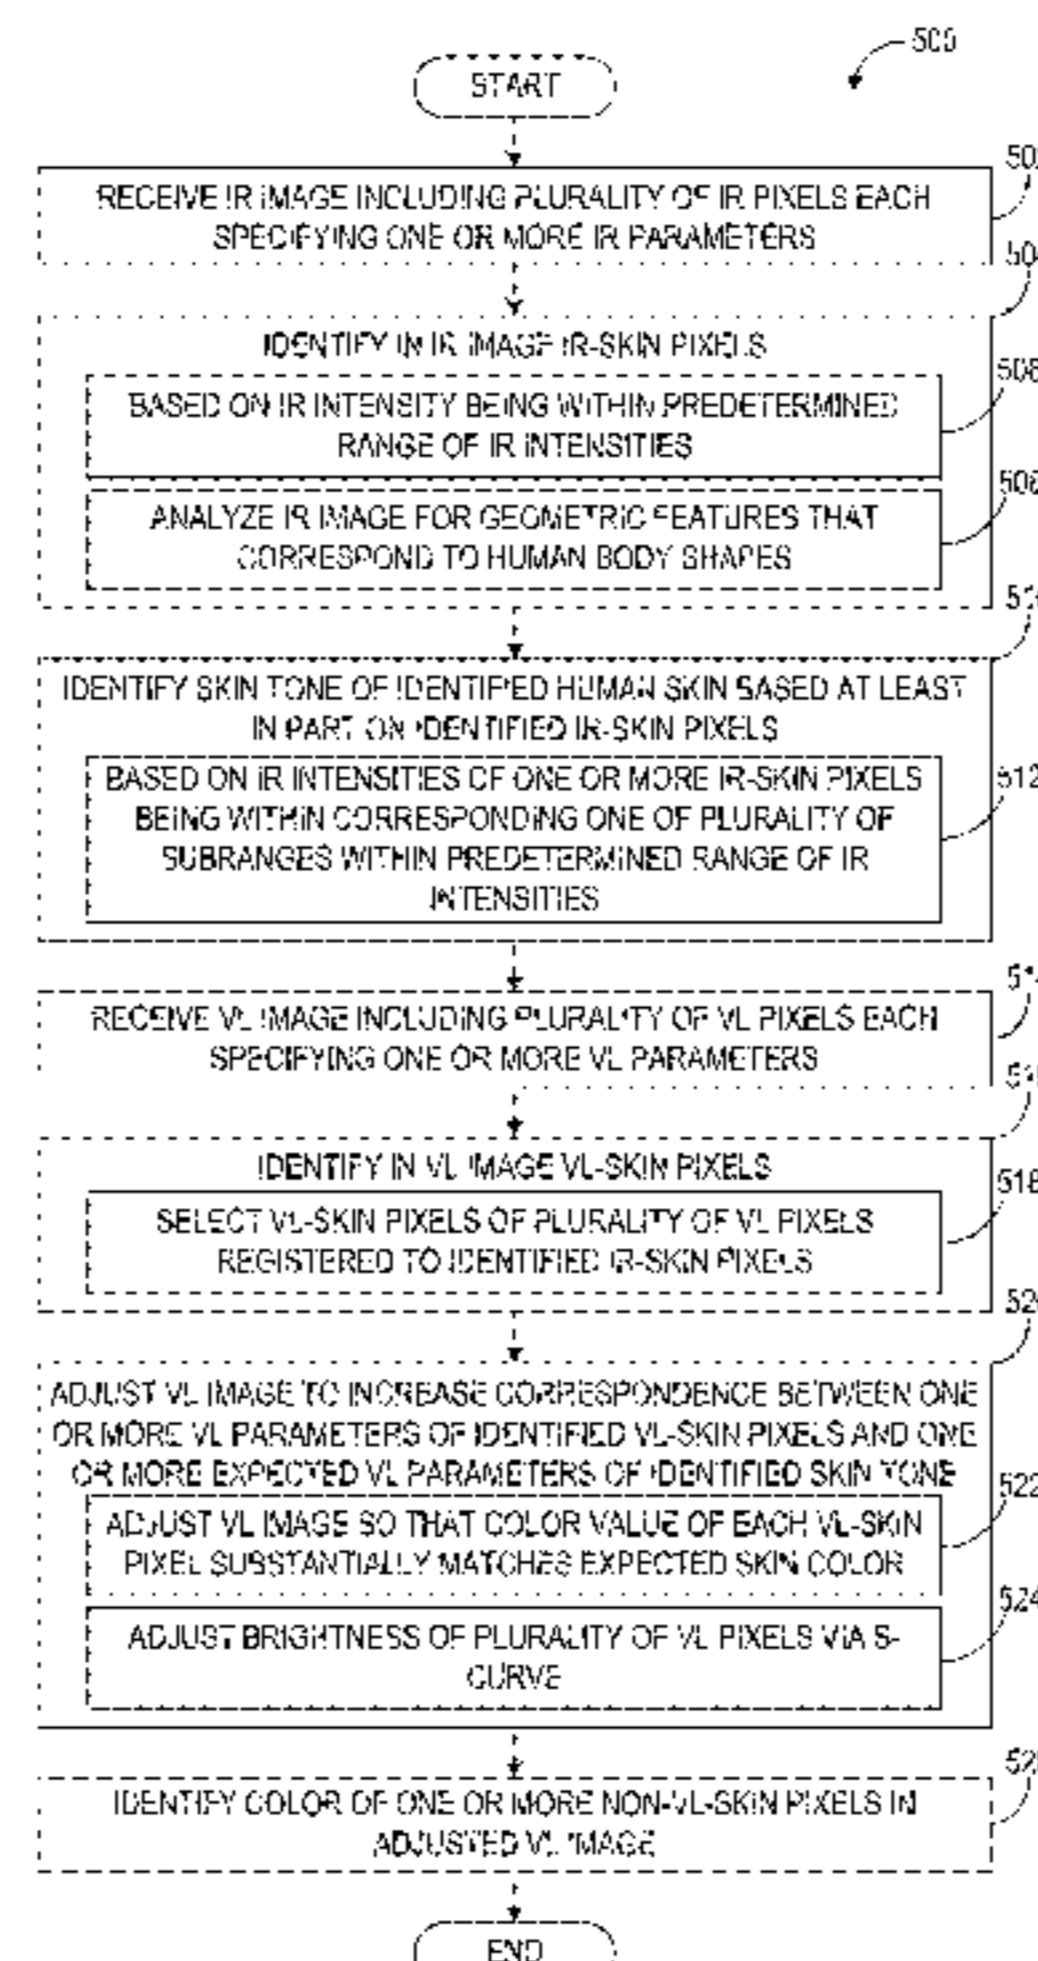 500
START
RECEIVE IR IMAGE INCLUDING PLURALITY OF IR PIXELS EACH
SPECIFYING ONE OR MORE IR PARAMETERS
IDENTIFY IN IR IMAGE IR-SKIN PIXELS
BASED ON IR INTENSITY BEING WITHIN PREDETERMINED
RANGE OF IR INTENSITIES
ANALYZE IR IMAGE FOR GEOMETRIC FEATURES THAT
CORRESPOND TO HUMAN BODY SHAPES
IDENTIFY SKIN TONE OF IDENTIFIED HUMAN SKIN BASED AT LEAST
IN PART ON IDENTIFIED IR-SKIN PIXELS
BASED ON IR INTENSITIES OF ONE OR MORE IR-SKIN PIXELS
BEING WITHIN CORRESPONDING ONE OF PLURALITY OF
SUBRANGES WITHIN PREDETERMINED RANGE OF IR
INTENSITIES
512
RECEIVE VL IMAGE INCLUDING PLURALITY OF VL PIXELS EACH
SPECIFYING ONE OR MORE VL PARAMETERS
IDENTIFY IN VL IMAGE VL-SKIN PIXELS
SELECT VL-SKIN PIXELS OF PLURALITY OF VL PIXELS
REGISTERED TO IDENTIFIED IR-SKIN PIXELS
518
ADJUST VL IMAGE TO INCREASE CORRESPONDENCE BETWEEN ONE
OR MORE VL PARAMETERS OF IDENTIFIED VL-SKIN PIXELS AND ONE
OR MORE EXPECTED VL PARAMETERS OF IDENTIFIED SKIN TONE
ADJUST VL IMAGE SO THAT COLOR VALUE OF EACH VL-SKIN
PIXEL SUBSTANTIALLY MATCHES EXPECTED SKIN COLOR
522
ADJUST BRIGHTNESS OF PLURALITY OF VL PIXELS VIA S-
CURVE
524
IDENTIFY COLOR OF ONE OR MORE NON-VL-SKIN PIXELS IN
ADJUSTED VL IMAGE
END